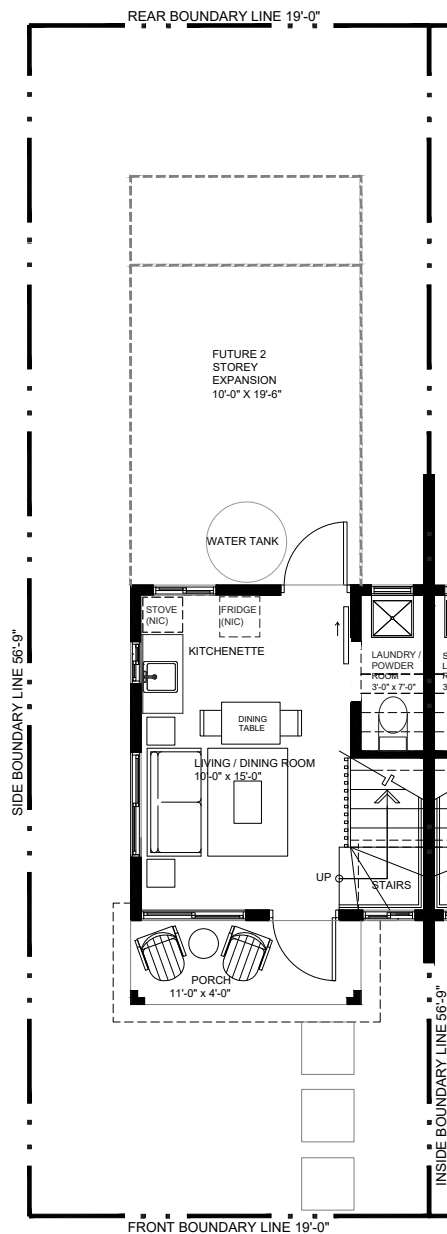 REAR BOUNDARY LINE 19'-0"
FUTURE 2
STOREY
EXPANSION
10'-0" X 19'-6"
WATER TANK
STOVE
(NIC)
FRIDGE
(NIC)
KITCHENETTE
LAUNDRY /
POWDER
ROOM
3'-0" x 7'-0"
DINING
TABLE
LIVING / DINING ROOM
10'-0" x 15'-0"
UP
STAIRS
PORCH
11'-0" x 4'-0"
SIDE BOUNDARY LINE 56'-9"
INSIDE BOUNDARY LINE 56'-9"
FRONT BOUNDARY LINE 19'-0"